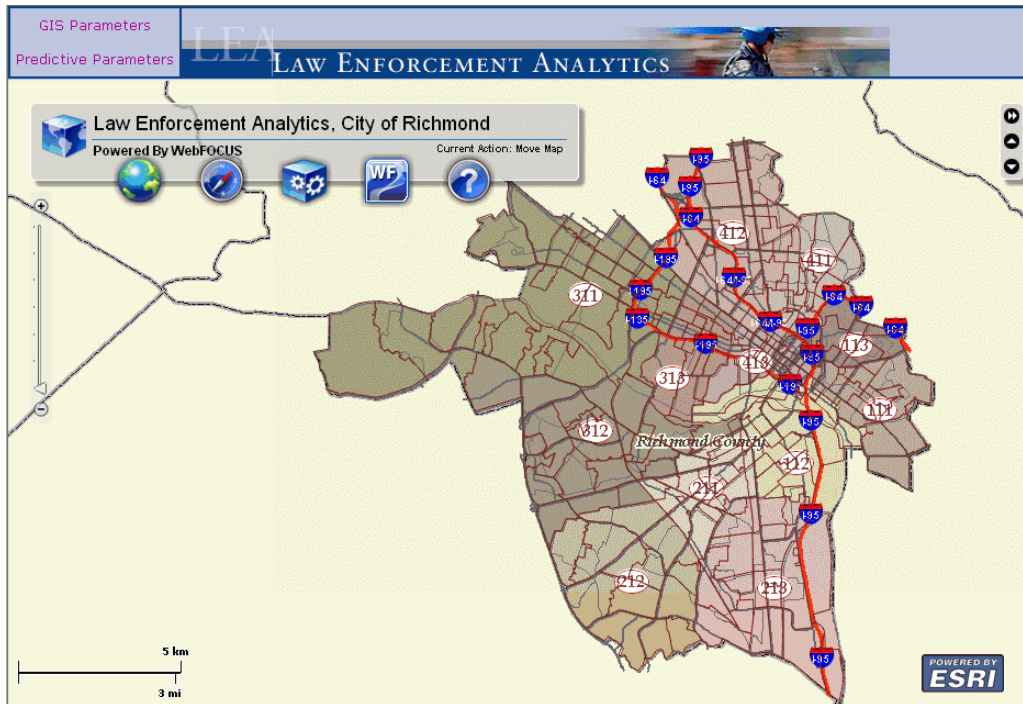 GIS Parameters
Predictive Parameters
LEA
LAW ENFORCEMENT ANALYTICS
Law Enforcement Analytics, City of Richmond
Powered By WebFOCUS
Current Action: Move Map
WF
?
I-95
I-64
I-95
I-64
412
I-195
411
311
I-195
I-64
I-64
I-95
I-64
I-195
113
413
I-95
313
I-195
111
I-95
312
Richmond County
112
211
I-95
212
213
I-95
5 km
3 mi
POWERED BY
ESRI